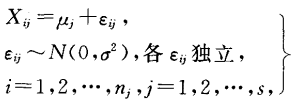 X_{ij} = μ_j + ε_{ij} ,
ε_{ij} ~ N(0,σ²),各 ε_{ij} 独立,
i=1,2,…,n_j, j=1,2,…,s,